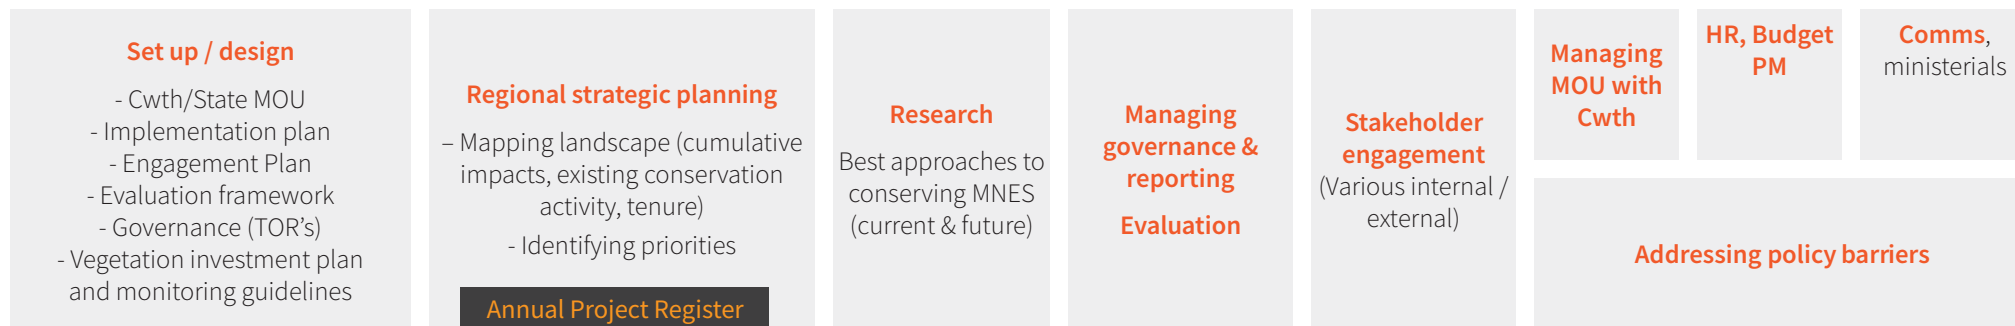 Set up / design
- Cwth/State MOU
- Implementation plan
- Engagement Plan
- Evaluation framework
- Governance (TOR’s)
- Vegetation investment plan
and monitoring guidelines
Regional strategic planning
– Mapping landscape (cumulative
impacts, existing conservation
activity, tenure)
- Identifying priorities
Annual Project Register
Research
Best approaches to
conserving MNES
(current & future)
Managing
governance &
reporting
Evaluation
Stakeholder
engagement
(Various internal /
external)
Managing
MOU with
Cwth
HR, Budget
PM
Comms,
ministerials
Addressing policy barriers